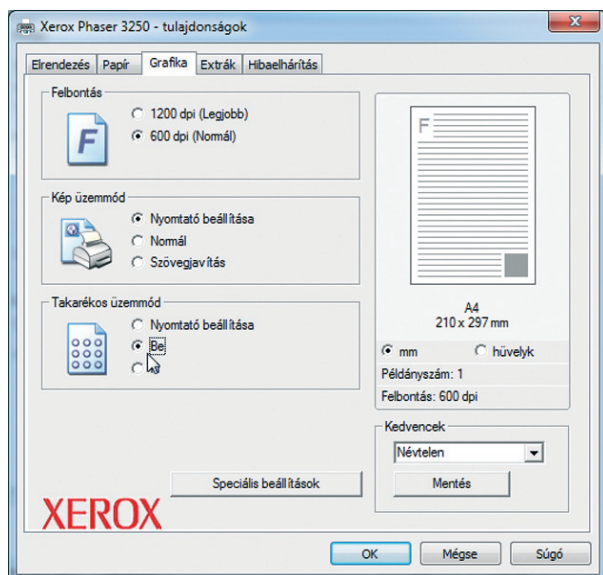 Xerox Phaser 3250 - tulajdonságok
Elrendezés Papír Grafika Extrák Hibaelhárítás
Felbontás
1200 dpi (Legjobb)
600 dpi (Normál)
Kép üzemmód
Nyomtató beállítása
Normál
Szövegjavítás
Takarékos üzemmód
Nyomtató beállítása
Be
F
F
A4
210 x 297 mm
mm hüvelyk
Példányszám: 1
Felbontás: 600 dpi
Kedvencek
Névtelen
Mentés
Speciális beállítások
XEROX
OK Mégse Súgó